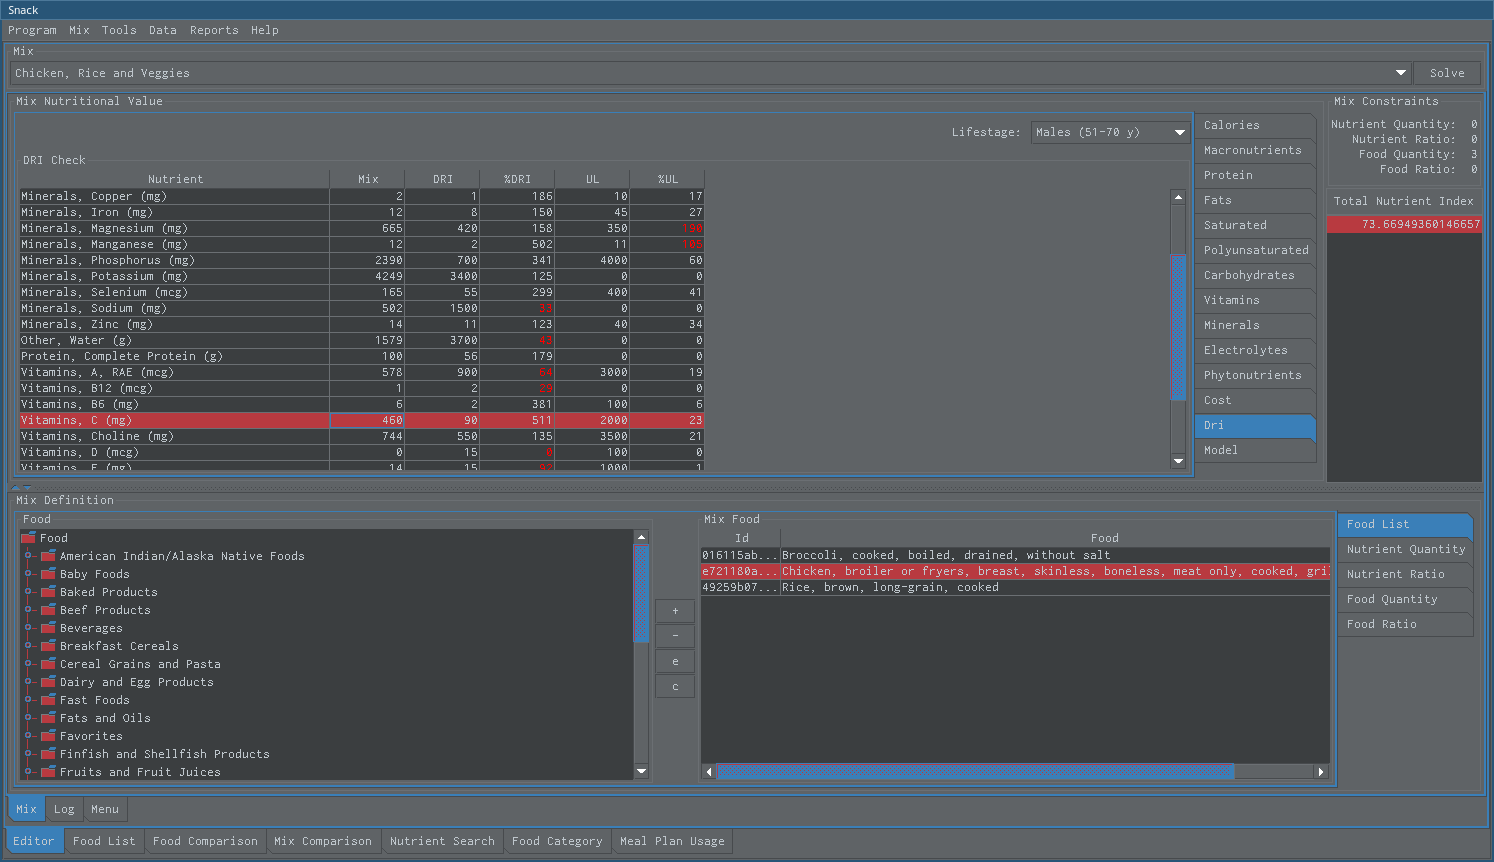 Snack
Program Mix Tools Data Reports Help
Mix
Chicken, Rice and Veggies
Solve
Mix Nutritional Value
Lifestage: Males (51-70 y)
DRI Check
Nutrient Mix DRI %DRI UL %UL
Minerals, Copper (mg) 2 1 186 10 17
Minerals, Iron (mg) 12 8 150 45 27
Minerals, Magnesium (mg) 665 420 158 350 190
Minerals, Manganese (mg) 12 2 502 11 105
Minerals, Phosphorus (mg) 2390 700 341 4000 60
Minerals, Potassium (mg) 4249 3400 125 0 0
Minerals, Selenium (mcg) 165 55 299 400 41
Minerals, Sodium (mg) 502 1500 33 0 0
Minerals, Zinc (mg) 14 11 123 40 34
Other, Water (g) 1579 3700 43 0 0
Protein, Complete Protein (g) 100 56 179 0 0
Vitamins, A, RAE (mcg) 578 900 64 3000 19
Vitamins, B12 (mcg) 1 2 29 0 0
Vitamins, B6 (mg) 6 2 381 100 6
Vitamins, C (mg) 460 90 511 2000 23
Vitamins, Choline (mg) 744 550 135 3500 21
Vitamins, D (mcg) 0 15 0 100 0
Vitamins, E (mg) 14 15 92 1000 1
Calories
Macronutrients
Protein
Fats
Saturated
Polyunsaturated
Carbohydrates
Vitamins
Minerals
Electrolytes
Phytonutrients
Cost
Dri
Model
Mix Constraints
Nutrient Quantity: 0
Nutrient Ratio: 0
Food Quantity: 3
Food Ratio: 0
Total Nutrient Index
73.66949360146657
Mix Definition
Food
Food
American Indian/Alaska Native Foods
Baby Foods
Baked Products
Beef Products
Beverages
Breakfast Cereals
Cereal Grains and Pasta
Dairy and Egg Products
Fast Foods
Fats and Oils
Favorites
Finfish and Shellfish Products
Fruits and Fruit Juices
+
-
e
c
Mix Food
Id Food
016115ab... Broccoli, cooked, boiled, drained, without salt
e721180a... Chicken, broiler or fryers, breast, skinless, boneless, meat only, cooked, gril
49259b07... Rice, brown, long-grain, cooked
Food List
Nutrient Quantity
Nutrient Ratio
Food Quantity
Food Ratio
Mix Log Menu
Editor Food List Food Comparison Mix Comparison Nutrient Search Food Category Meal Plan Usage